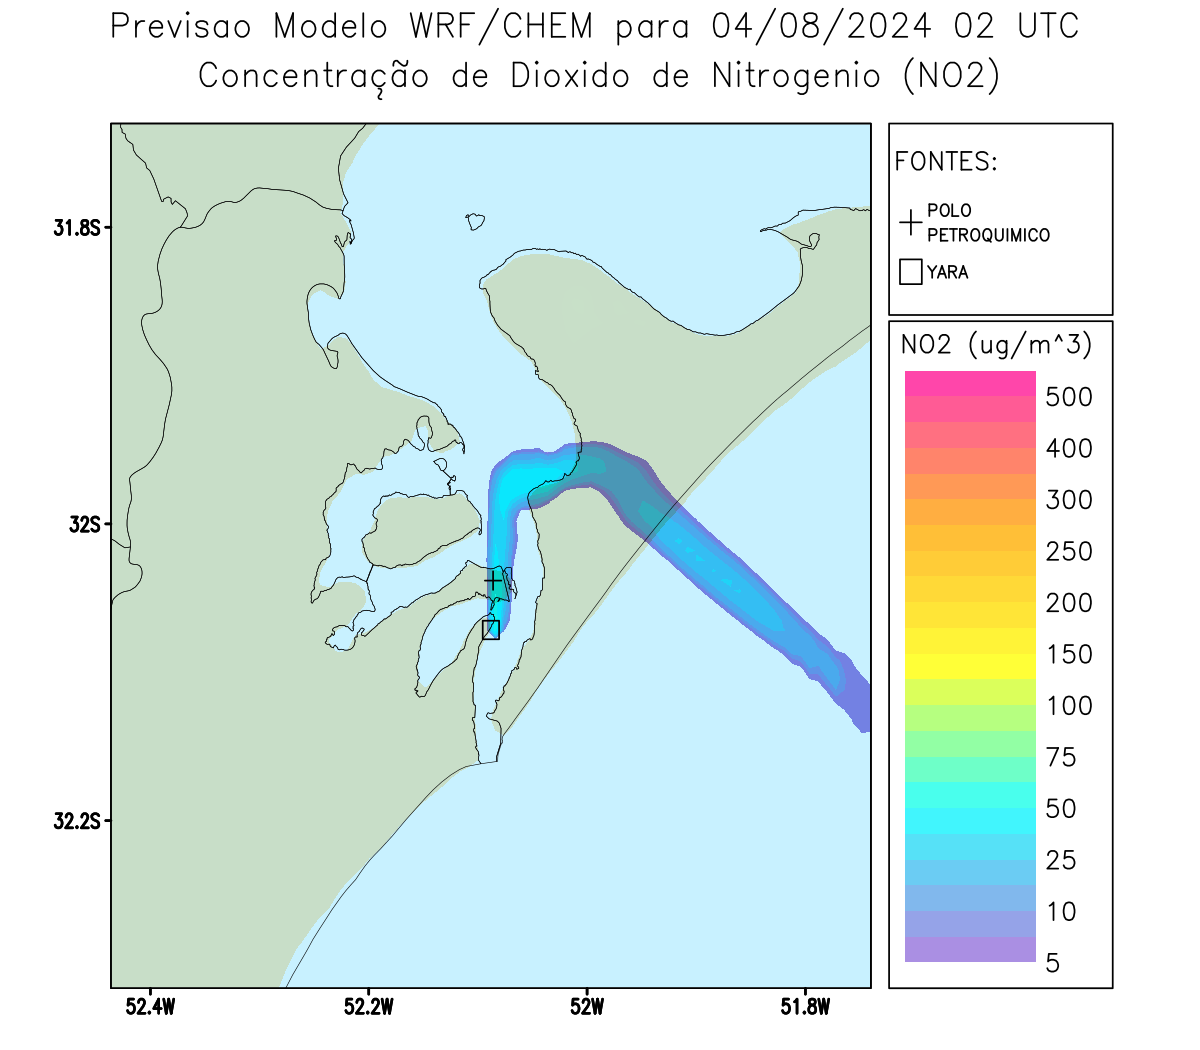 Previsao Modelo WRF/CHEM para 04/08/2024 02 UTC
Concentração de Dioxido de Nitrogenio (NO2)
FONTES:
POLO
PETROQUIMICO
YARA
31.8S
32S
32.2S
52.4W
52.2W
52W
51.8W
NO2 (ug/m^3)
500
400
300
250
200
150
100
75
50
25
10
5